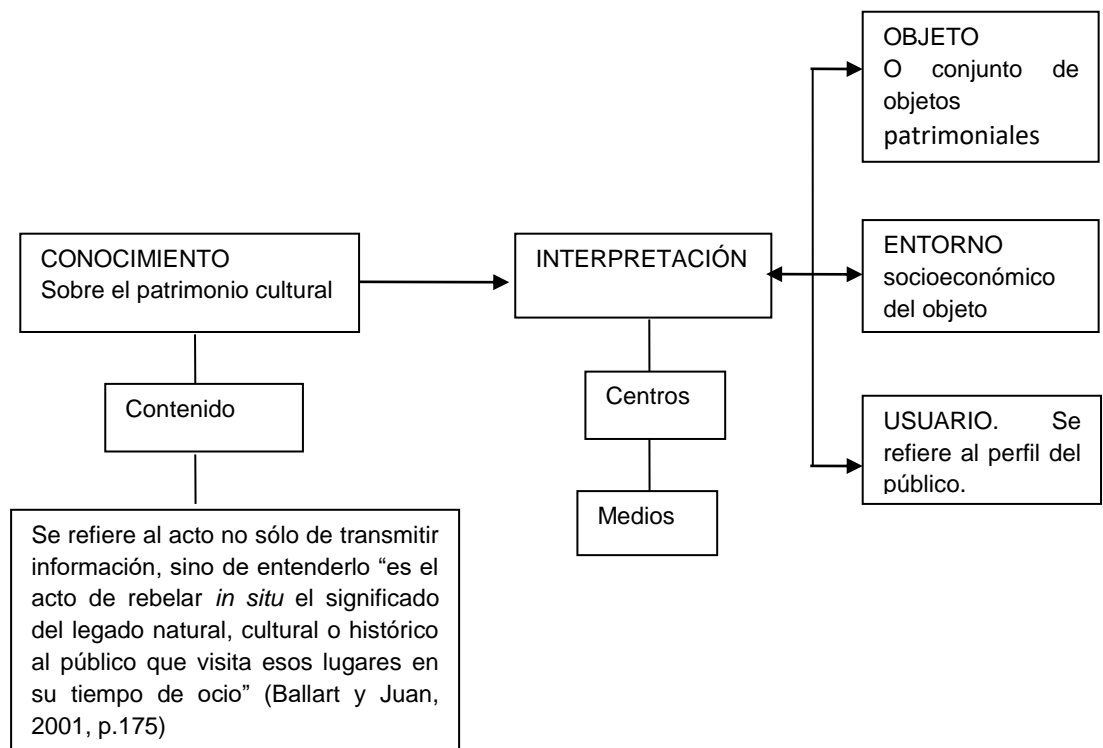 OBJETO
O conjunto de
objetos
patrimoniales
CONOCIMIENTO
Sobre el patrimonio cultural
INTERPRETACIÓN
ENTORNO
socioeconómico
del objeto
Contenido
Centros
USUARIO. Se
refiere al perfil del
público.
Medios
Se refiere al acto no sólo de transmitir
información, sino de entenderlo “es el
acto de rebelar in situ el significado
del legado natural, cultural o histórico
al público que visita esos lugares en
su tiempo de ocio” (Ballart y Juan,
2001, p.175)